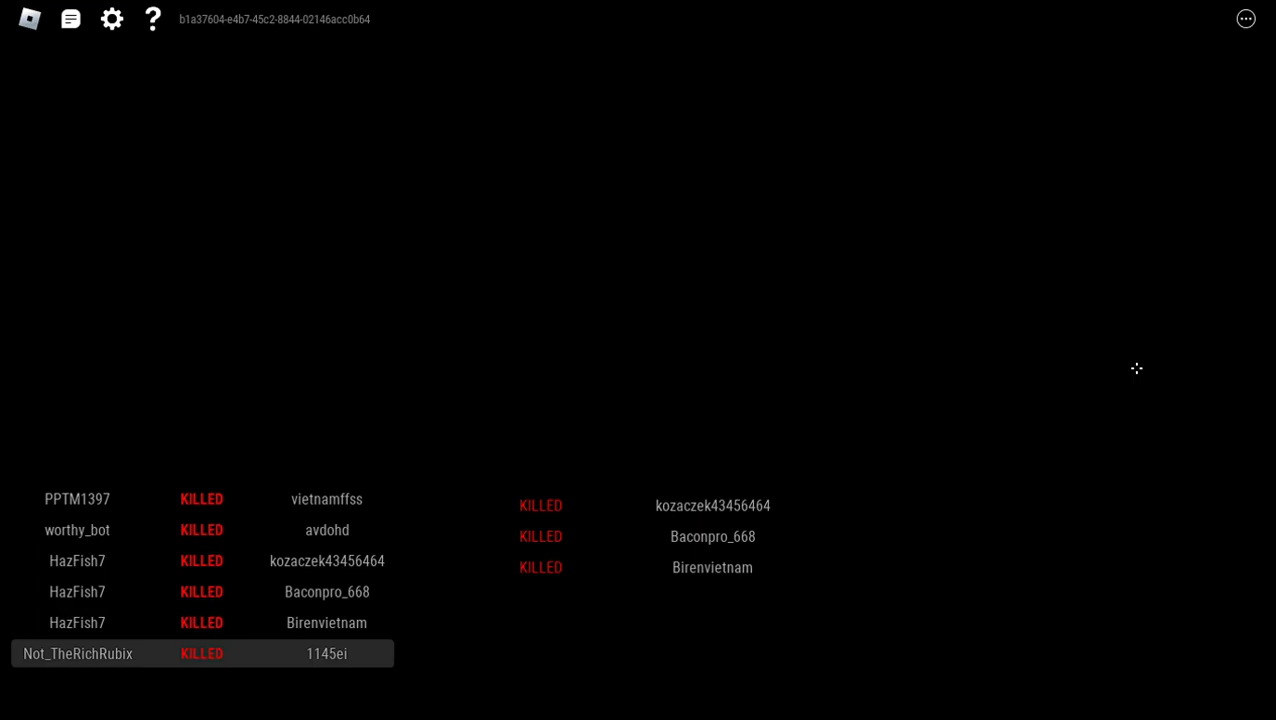 b1a37604-e4b7-45c2-8844-02146acc0b64
PPTM1397 KILLED vietnamffss
worthy_bot KILLED avdohd
HazFish7 KILLED kozaczek43456464
HazFish7 KILLED Baconpro_668
HazFish7 KILLED Birenvietnam
Not_TheRichRubix KILLED 1145ei
KILLED kozaczek43456464
KILLED Baconpro_668
KILLED Birenvietnam